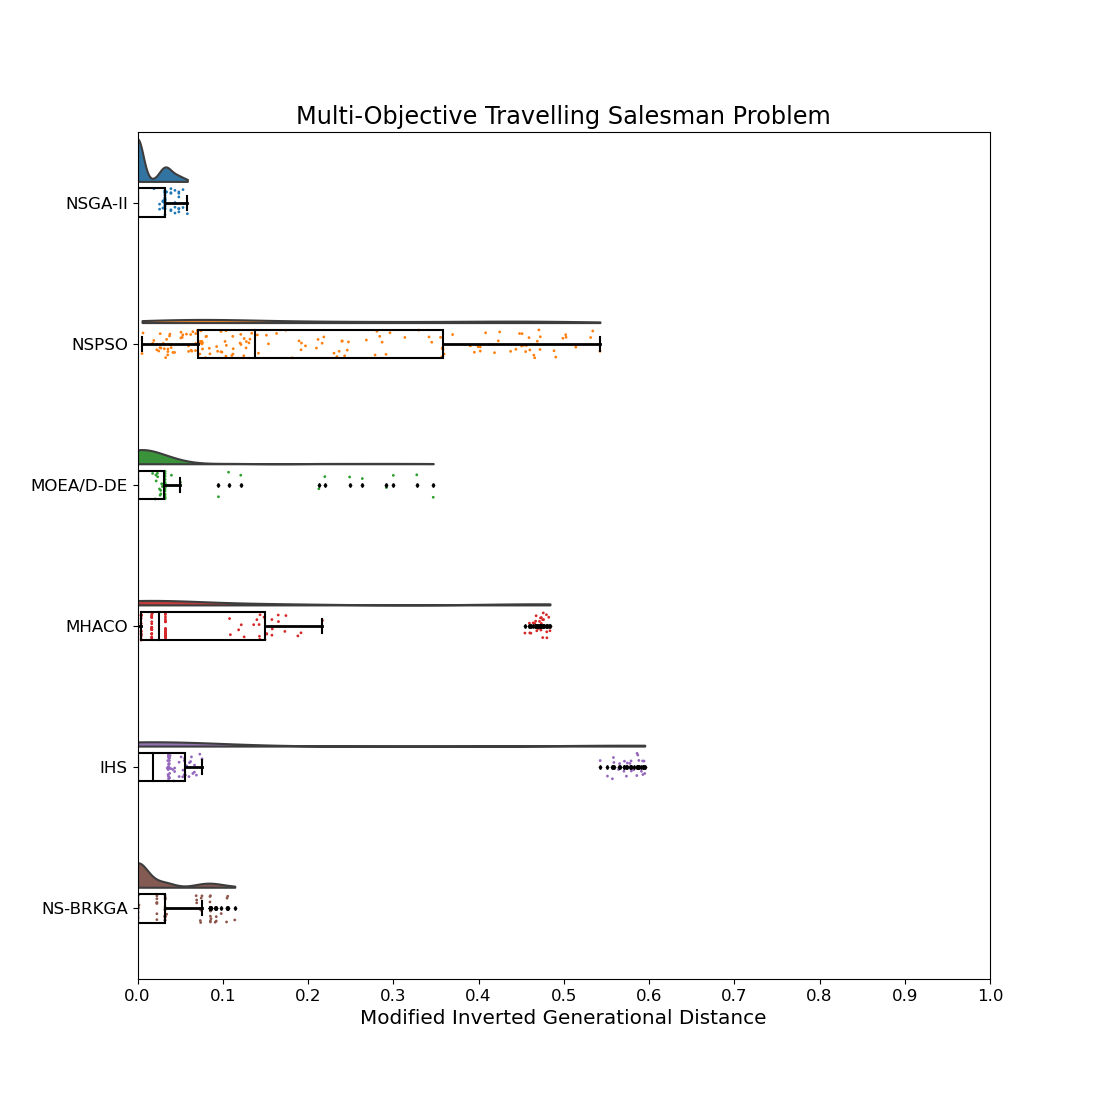 Multi-Objective Travelling Salesman Problem
NSGA-II
NSPSO
MOEA/D-DE
MHACO
IHS
NS-BRKGA
0.0 0.1 0.2 0.3 0.4 0.5 0.6 0.7 0.8 0.9 1.0
Modified Inverted Generational Distance